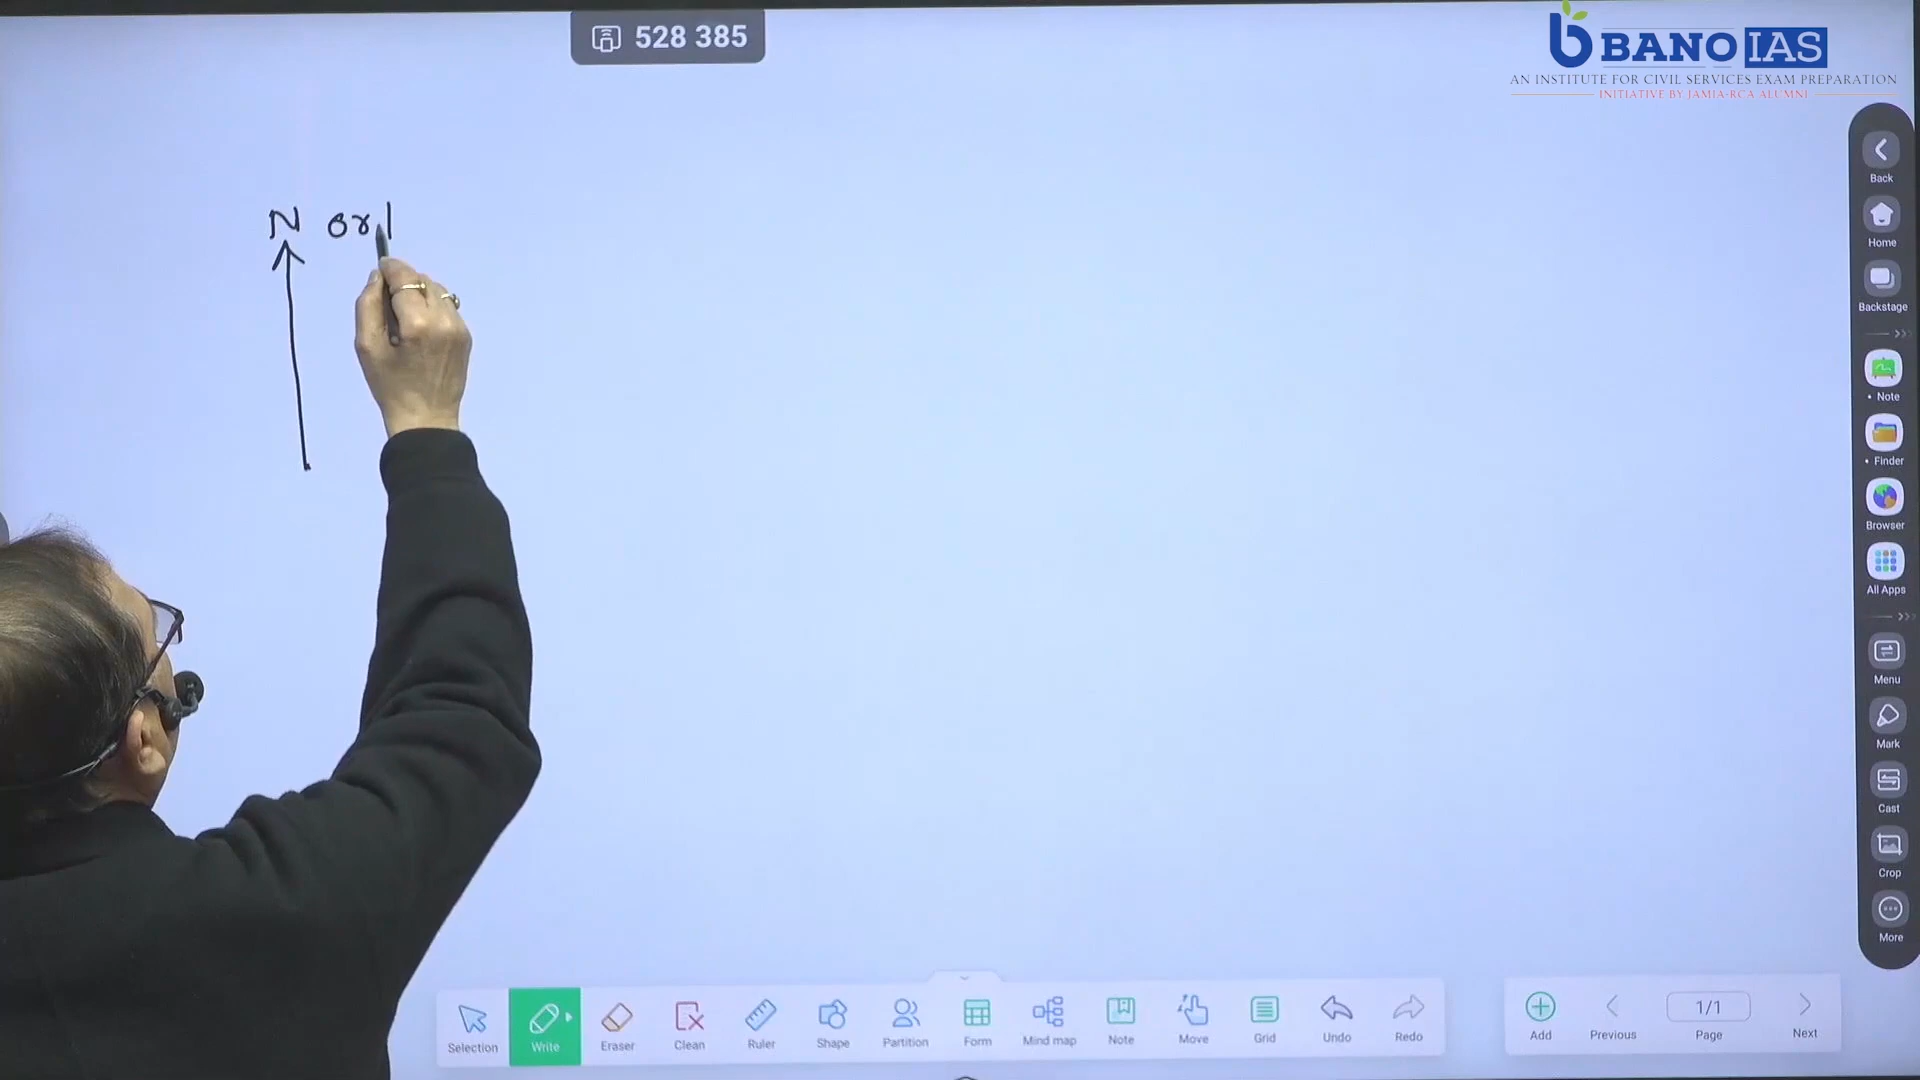 528 385
BANO IAS
AN INSTITUTE FOR CIVIL SERVICES EXAM PREPARATION
INITIATIVE BY JAMIA-RCA ALUMNI
N or
Back
Home
Backstage
Note
Finder
Browser
All Apps
Menu
Mark
Cast
Crop
More
Selection
Write
Eraser
Clean
Ruler
Shape
Partition
Form
Mind map
Note
Move
Grid
Undo
Redo
Add
Previous
1/1
Page
Next